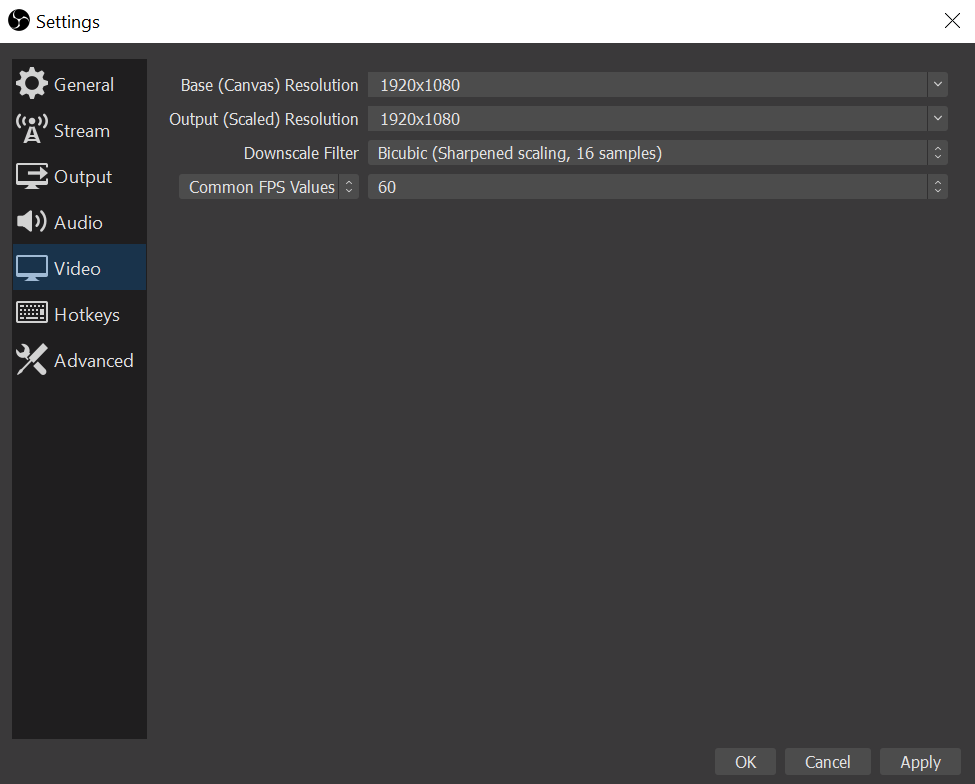 Settings
General
Stream
Output
Audio
Video
Hotkeys
Advanced
Base (Canvas) Resolution 1920x1080
Output (Scaled) Resolution 1920x1080
Downscale Filter Bicubic (Sharpened scaling, 16 samples)
Common FPS Values 60
OK Cancel Apply